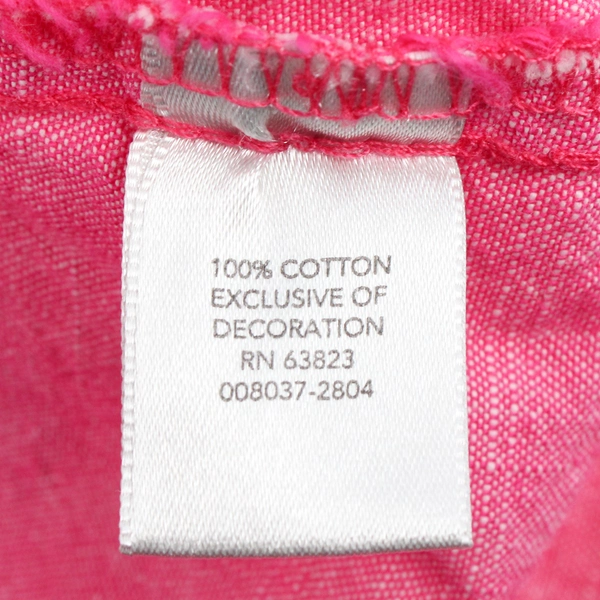 100% COTTON
EXCLUSIVE OF
DECORATION
RN 63823
008037-2804